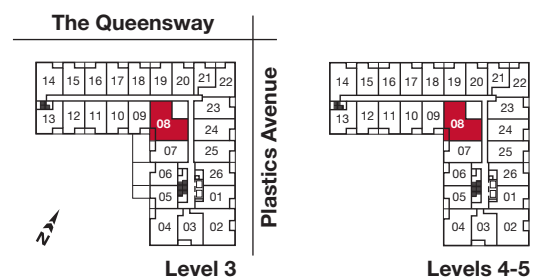 The Queensway
Plastics Avenue
14 15 16 17 18 19 20 21 22
13 12 11 10 09 08 23
24
07 25
06 26
05 01
04 03 02
N
Level 3
14 15 16 17 18 19 20 21 22
13 12 11 10 09 08 23
24
07 25
06 26
05 01
04 03 02
Levels 4-5